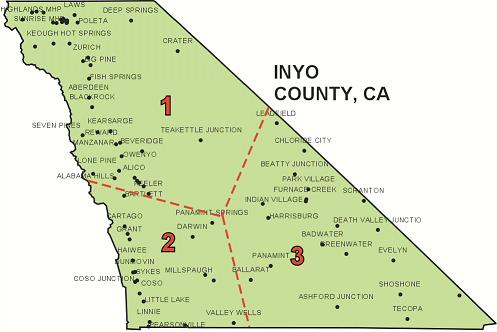 HIGHLANDS MHP
LAWS
DEEP SPRINGS
SUNRISE MHP
POLETA
KEOUGH HOT SPRINGS
ZURICH
CRATER
BIG PINE
FISH SPRINGS
ABERDEEN
BLACKROCK
INYO
COUNTY, CA
1
LEADFIELD
KEARSARGE
SEVEN PINES
REWARD
TEAKETTLE JUNCTION
MANZANAR
BEVERIDGE
CHLORIDE CITY
OWENYO
LONE PINE
BEATTY JUNCTION
ALICO
ALABAMA HILLS
KEELER
PARK VILLAGE
BARTLETT
FURNACE CREEK
SCRANTON
INDIAN VILLAGE
CARTAGO
PANAMINT SPRINGS
HARRISBURG
GRANT
DARWIN
DEATH VALLEY JUNCTIO
2
BADWATER
HAIWEE
GREENWATER
3
DUNMOVIN
PANAMINT
EVELYN
SYKES
MILLSPAUGH
BALLARAT
COSO JUNCTION
COSO
SHOSHONE
LITTLE LAKE
ASHFORD JUNCTION
LINNIE
VALLEY WELLS
TECOPA
PEARSONVILLE